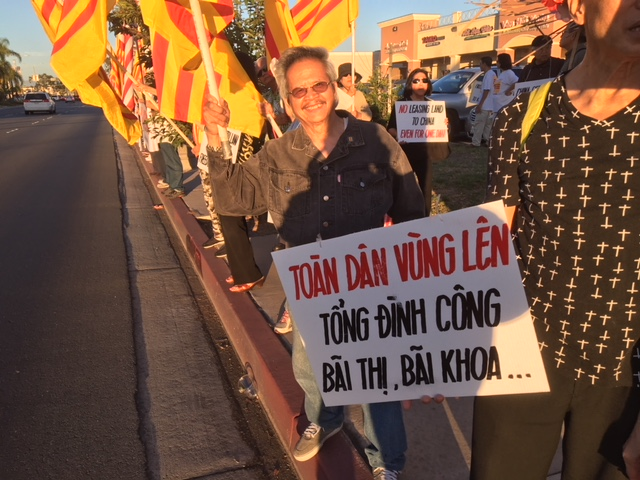 TOÀN DÂN VÙNG LÊN
TỔNG ĐÌNH CÔNG
BÃI THỊ, BÃI KHOA ...
NO LEASING LAND
TO CHINA
EVEN FOR ONE DAY